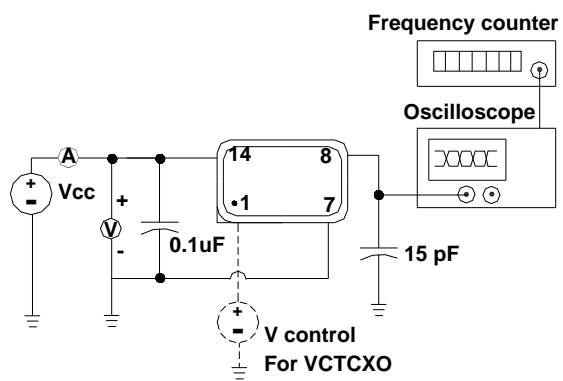 Frequency counter
Oscilloscope
A
14
8
+
-
Vcc
+
V
-
1
7
0.1uF
15 pF
+
-
V control
For VCTCXO